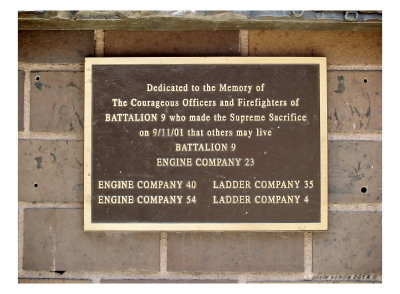 Dedicated to the Memory of
The Courageous Officers and Firefighters of
BATTALION 9 who made the Supreme Sacrifice
on 9/11/01 that others may live
BATTALION 9
ENGINE COMPANY 23
ENGINE COMPANY 40 LADDER COMPANY 35
ENGINE COMPANY 54 LADDER COMPANY 4